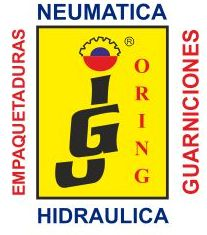 NEUMATICA
EMPAQUETADURAS
iGJ
®
ORING
GUARNICIONES
HIDRAULICA